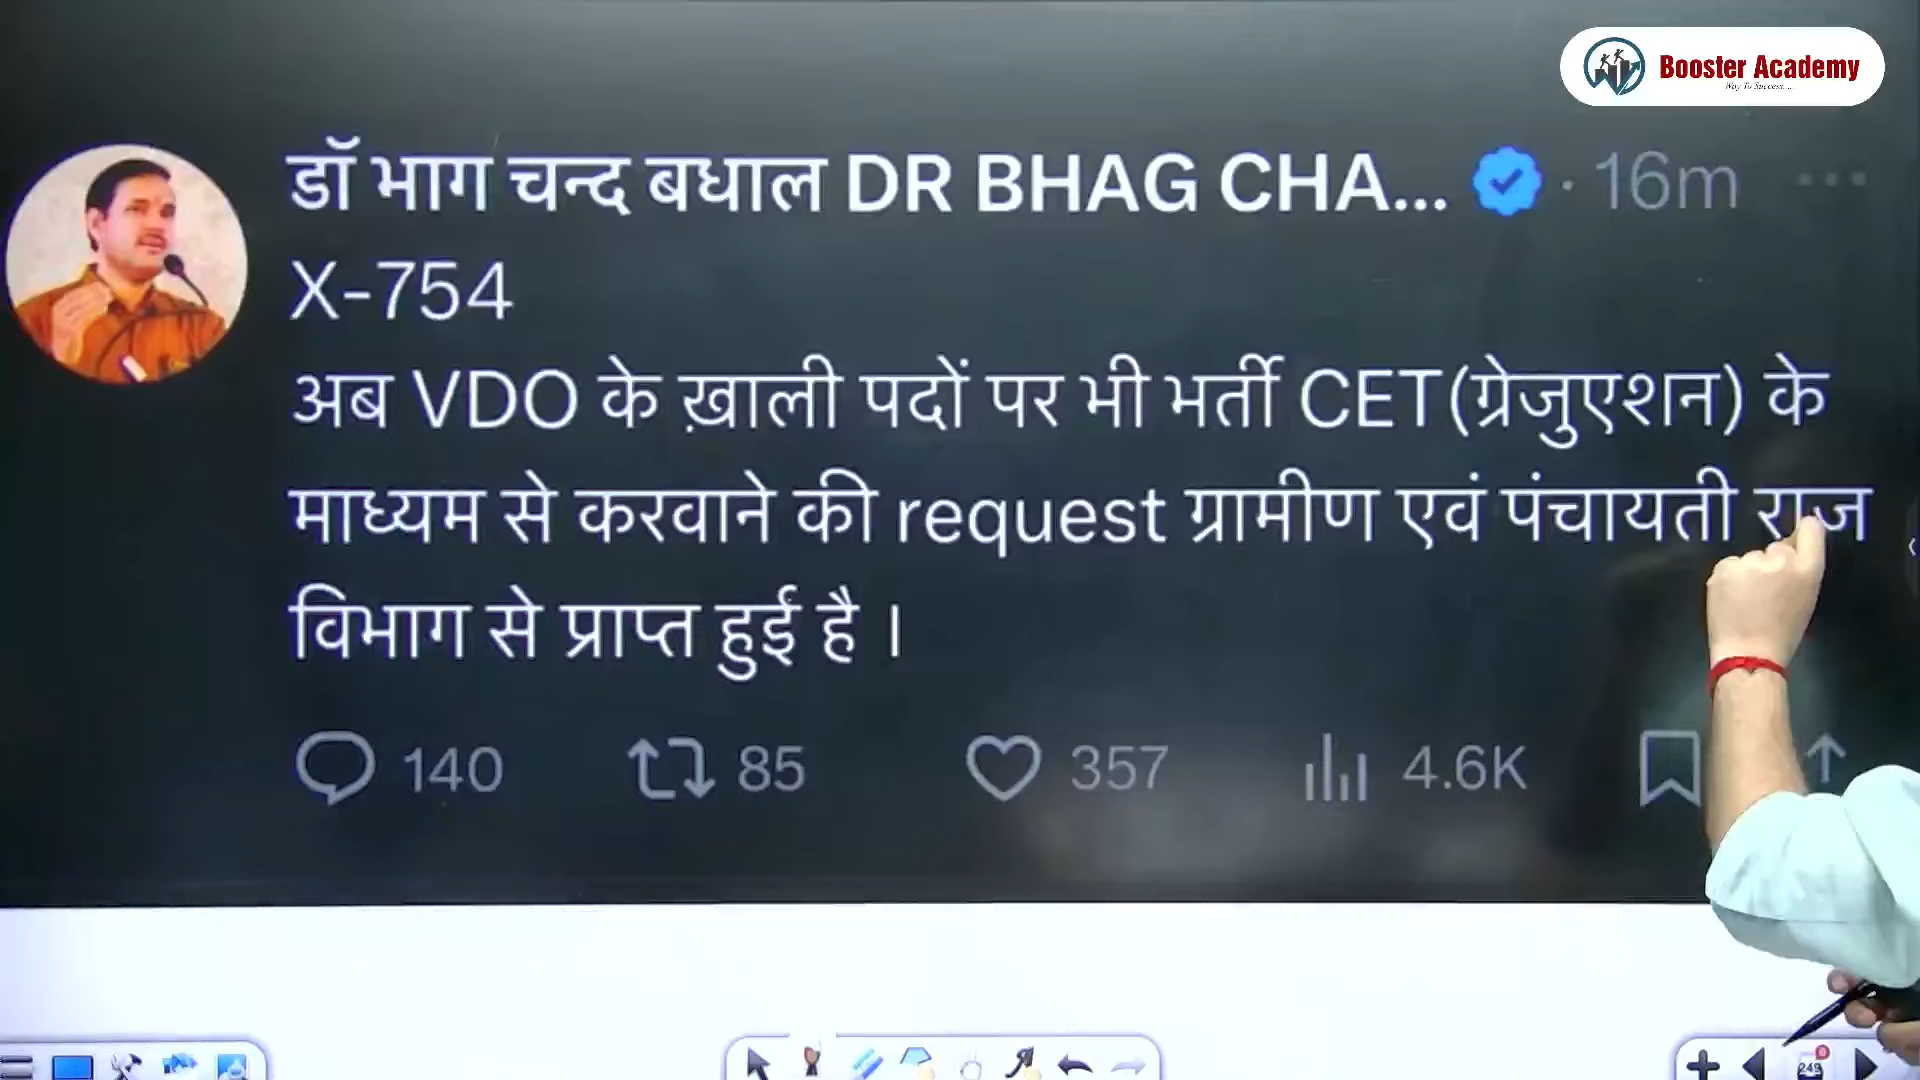 Booster Academy
Way To Success.....
डॉ भाग चन्द बधाल DR BHAG CHA... · 16m ...
X-754
अब VDO के ख़ाली पदों पर भी भर्ती CET(ग्रेजुएशन) के
माध्यम से करवाने की request ग्रामीण एवं पंचायती राज
विभाग से प्राप्त हुई है ।
140 85 357 4.6K
249